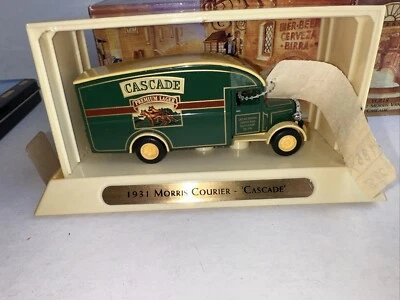 BIER-BEER
CERVEZA
BIRRA
CASCADE
PREMIUM LAGER
1931 MORRIS COURIER - 'CASCADE'